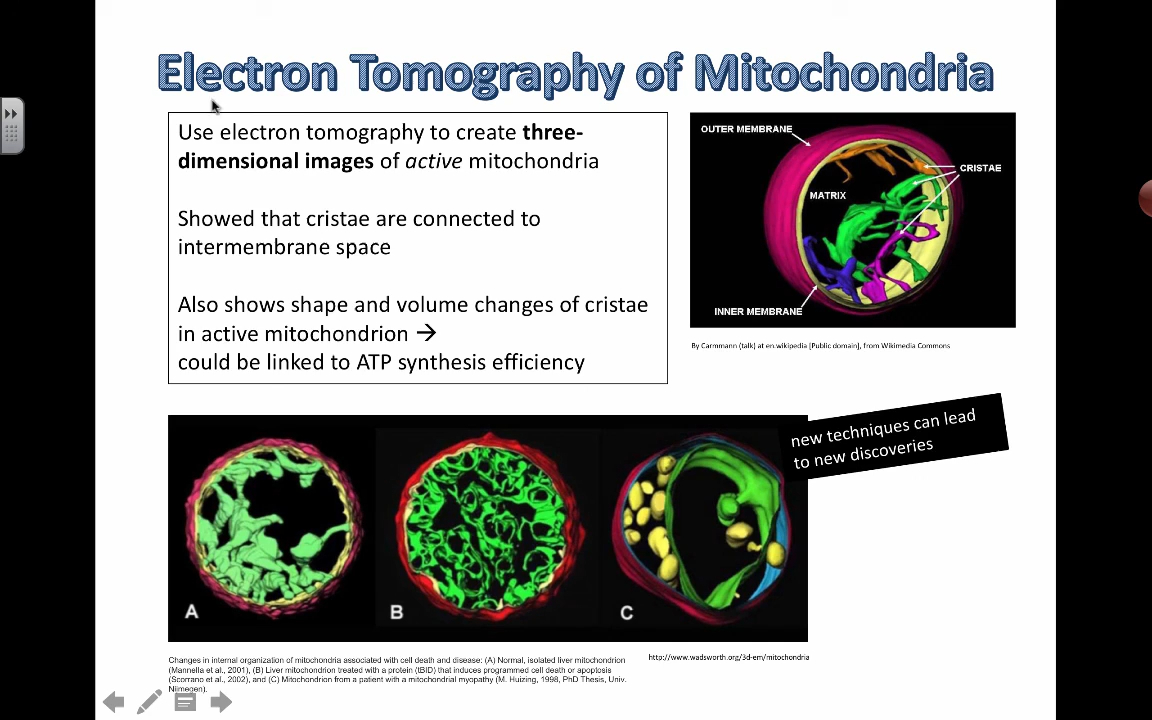 Electron Tomography of Mitochondria
Use electron tomography to create three-
dimensional images of active mitochondria
Showed that cristae are connected to
intermembrane space
Also shows shape and volume changes of cristae
in active mitochondrion →
could be linked to ATP synthesis efficiency
OUTER MEMBRANE
CRISTAE
MATRIX
INNER MEMBRANE
By Carmmann (talk) at en.wikipedia [Public domain], from Wikimedia Commons
new techniques can lead
to new discoveries
A
B
C
Changes in internal organization of mitochondria associated with cell death and disease: (A) Normal, isolated liver mitochondrion
(Mannella et al., 2001), (B) Liver mitochondrion treated with a protein (tBID) that induces programmed cell death or apoptosis
(Scorrano et al., 2002), and (C) Mitochondrion from a patient with a mitochondrial myopathy (M. Huizing, 1998, PhD Thesis, Univ.
Nijmegen).
http://www.wadsworth.org/3d-em/mitochondria